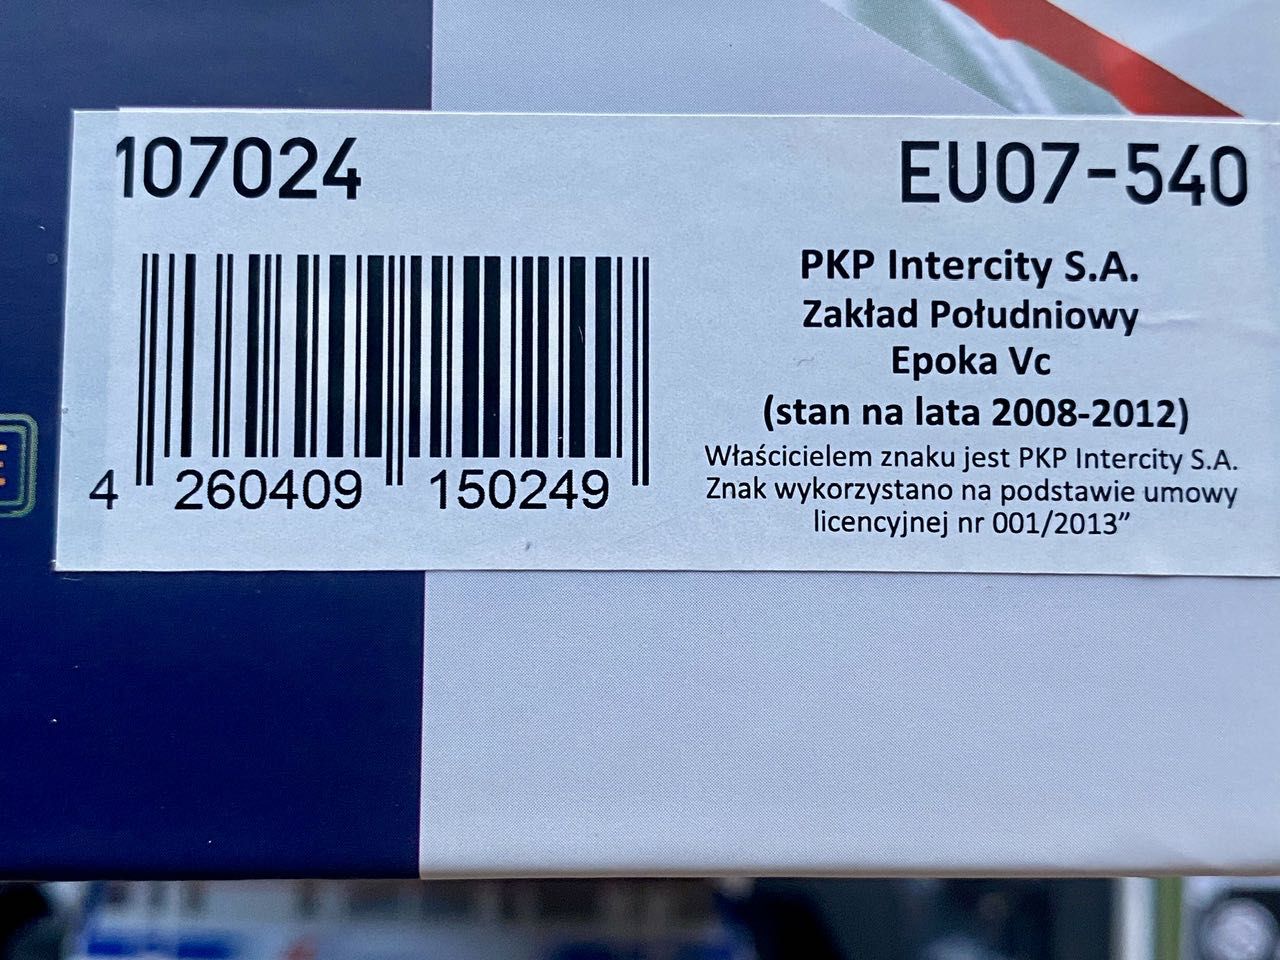 107024
EU07-540
PKP Intercity S.A.
Zakład Południowy
Epoka Vc
(stan na lata 2008-2012)
Właścicielem znaku jest PKP Intercity S.A.
Znak wykorzystano na podstawie umowy
licencyjnej nr 001/2013”
4 260409 150249